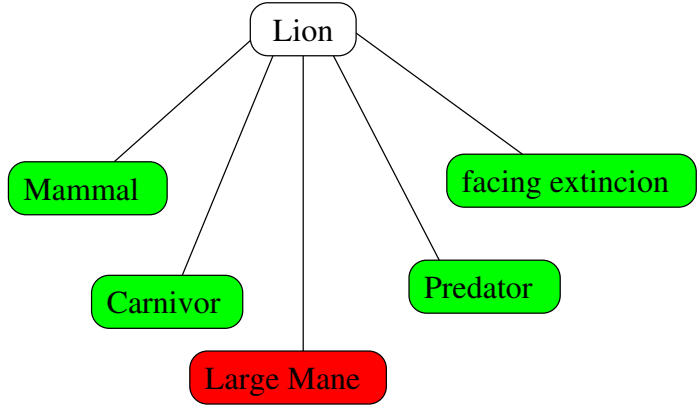 Lion
Mammal
facing extincion
Carnivor
Predator
Large Mane